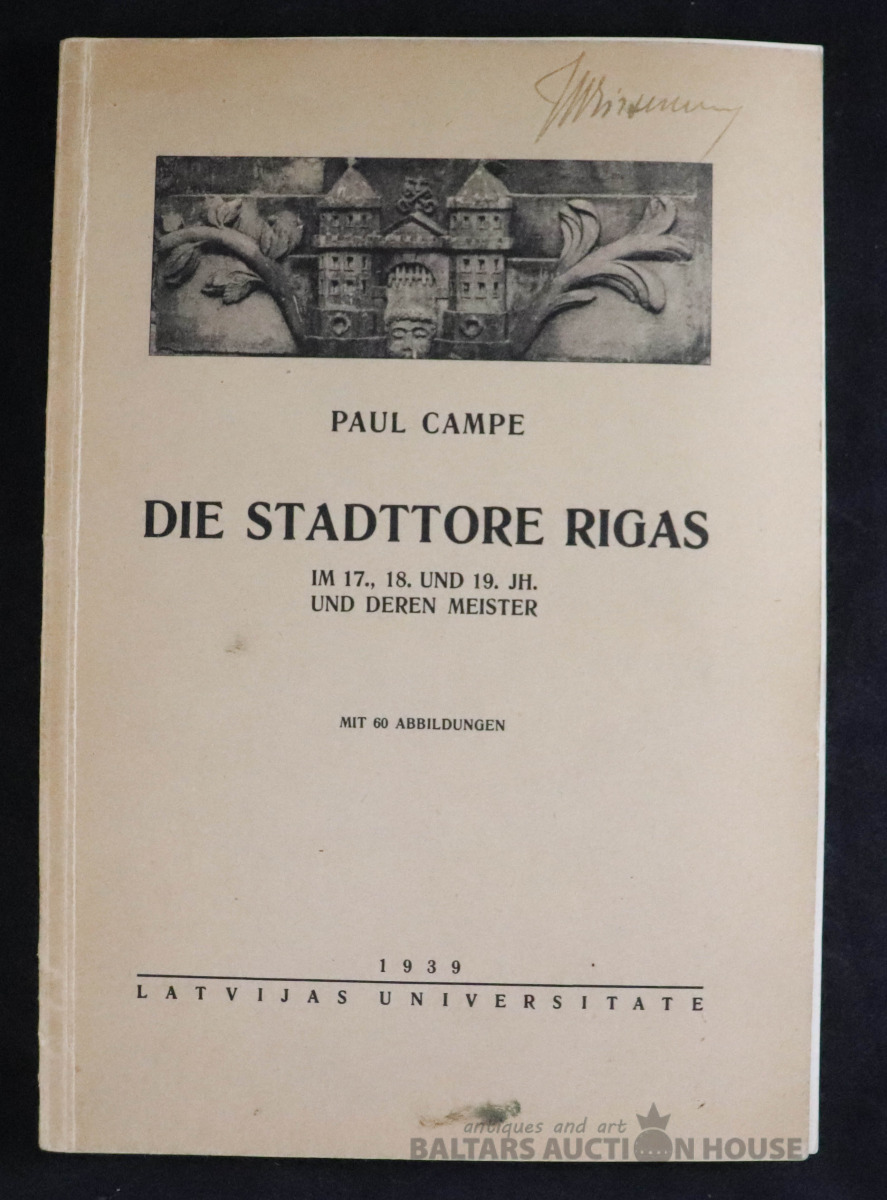 PAUL CAMPE
DIE STADTTORE RIGAS
IM 17., 18. UND 19. JH.
UND DEREN MEISTER
MIT 60 ABBILDUNGEN
1939
LATVIJAS UNIVERSITATE
antiques and art
BALTARS AUCTION HOUSE